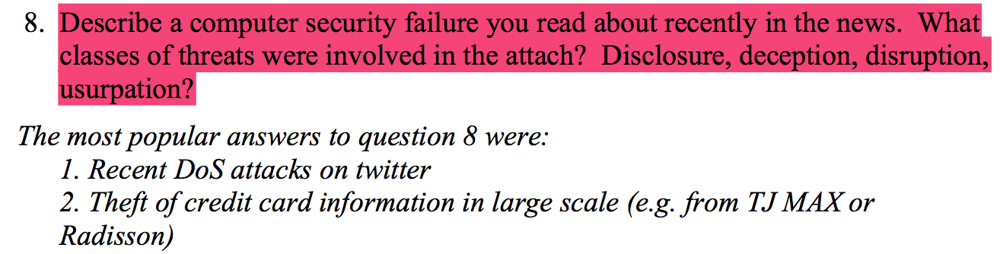 8. Describe a computer security failure you read about recently in the news.  What
classes of threats were involved in the attach?  Disclosure, deception, disruption,
usurpation?
The most popular answers to question 8 were:
1. Recent DoS attacks on twitter
2. Theft of credit card information in large scale (e.g. from TJ MAX or
Radisson)